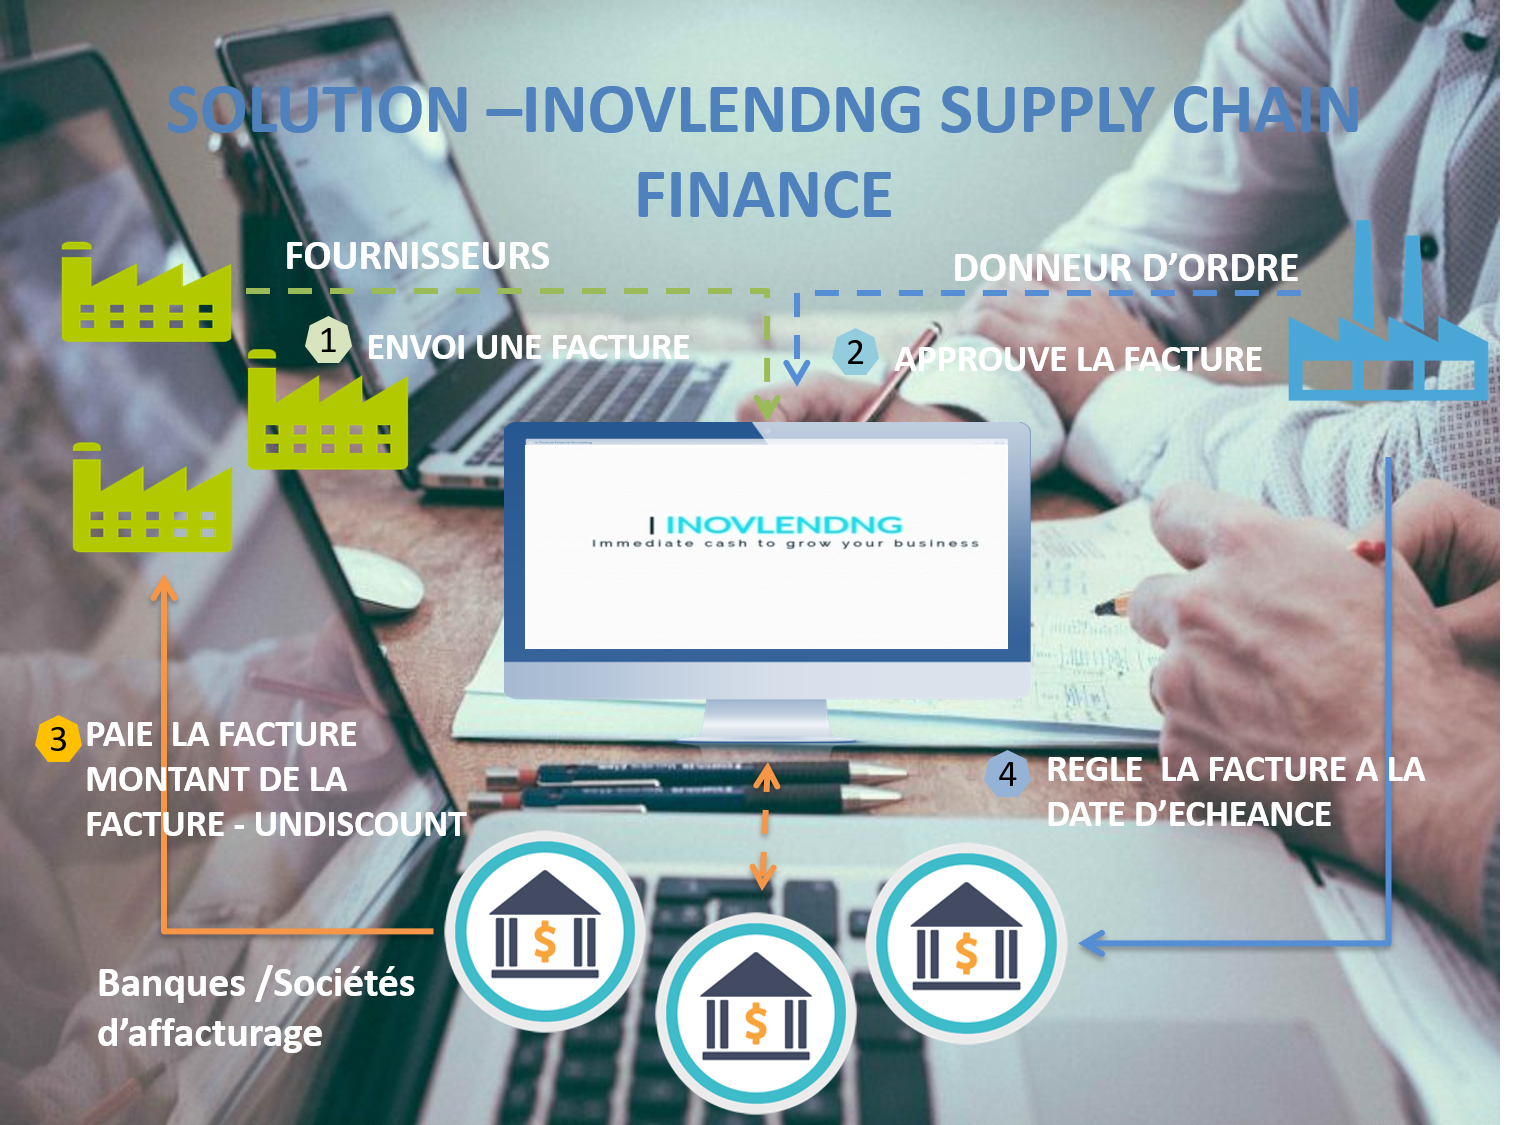 SOLUTION –INOVLENDNG SUPPLY CHAIN
FINANCE
FOURNISSEURS
DONNEUR D’ORDRE
1 ENVOI UNE FACTURE
2 APPROUVE LA FACTURE
| INOVLENDNG
Immediate cash to grow your business
3 PAIE LA FACTURE
MONTANT DE LA
FACTURE - UNDISCOUNT
4 REGLE LA FACTURE A LA
DATE D’ECHEANCE
$
$
$
Banques /Sociétés
d’affacturage